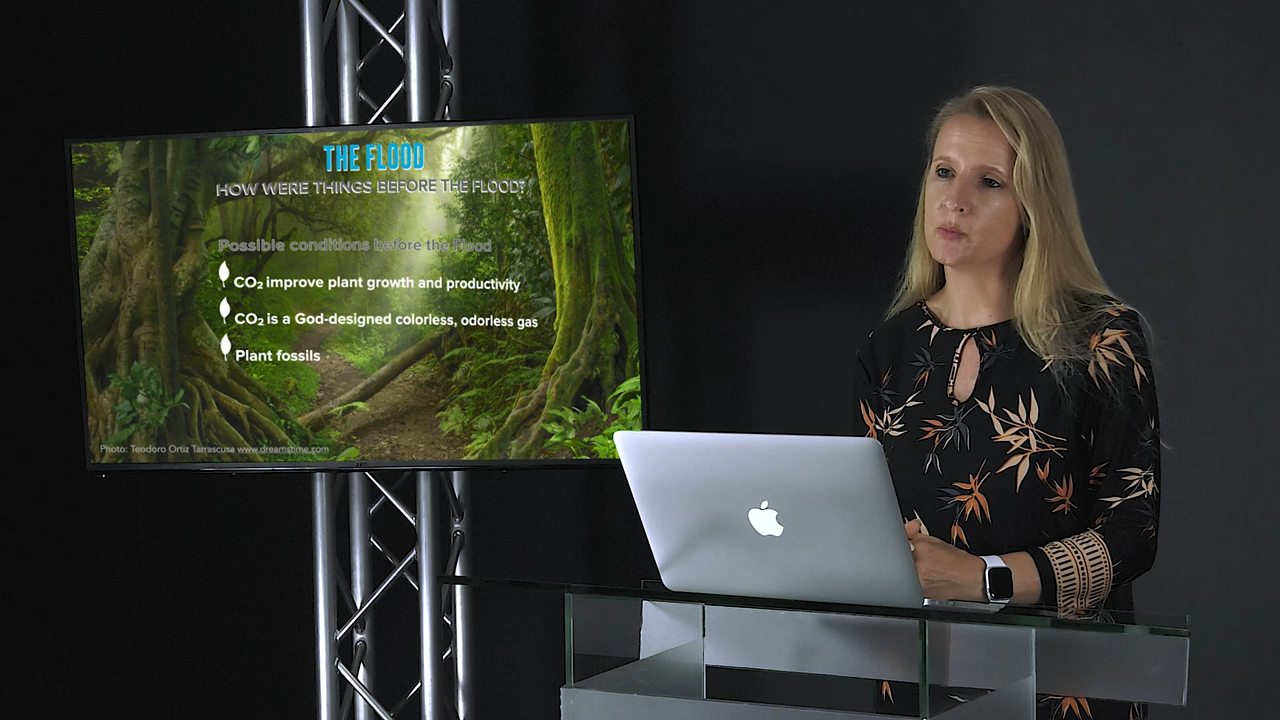 THE FLOOD
HOW WERE THINGS BEFORE THE FLOOD?
Possible conditions before the Flood
CO₂ improve plant growth and productivity
CO₂ is a God-designed colorless, odorless gas
Plant fossils
Photo: Teodoro Ortiz Tarrascusa www.dreamstime.com